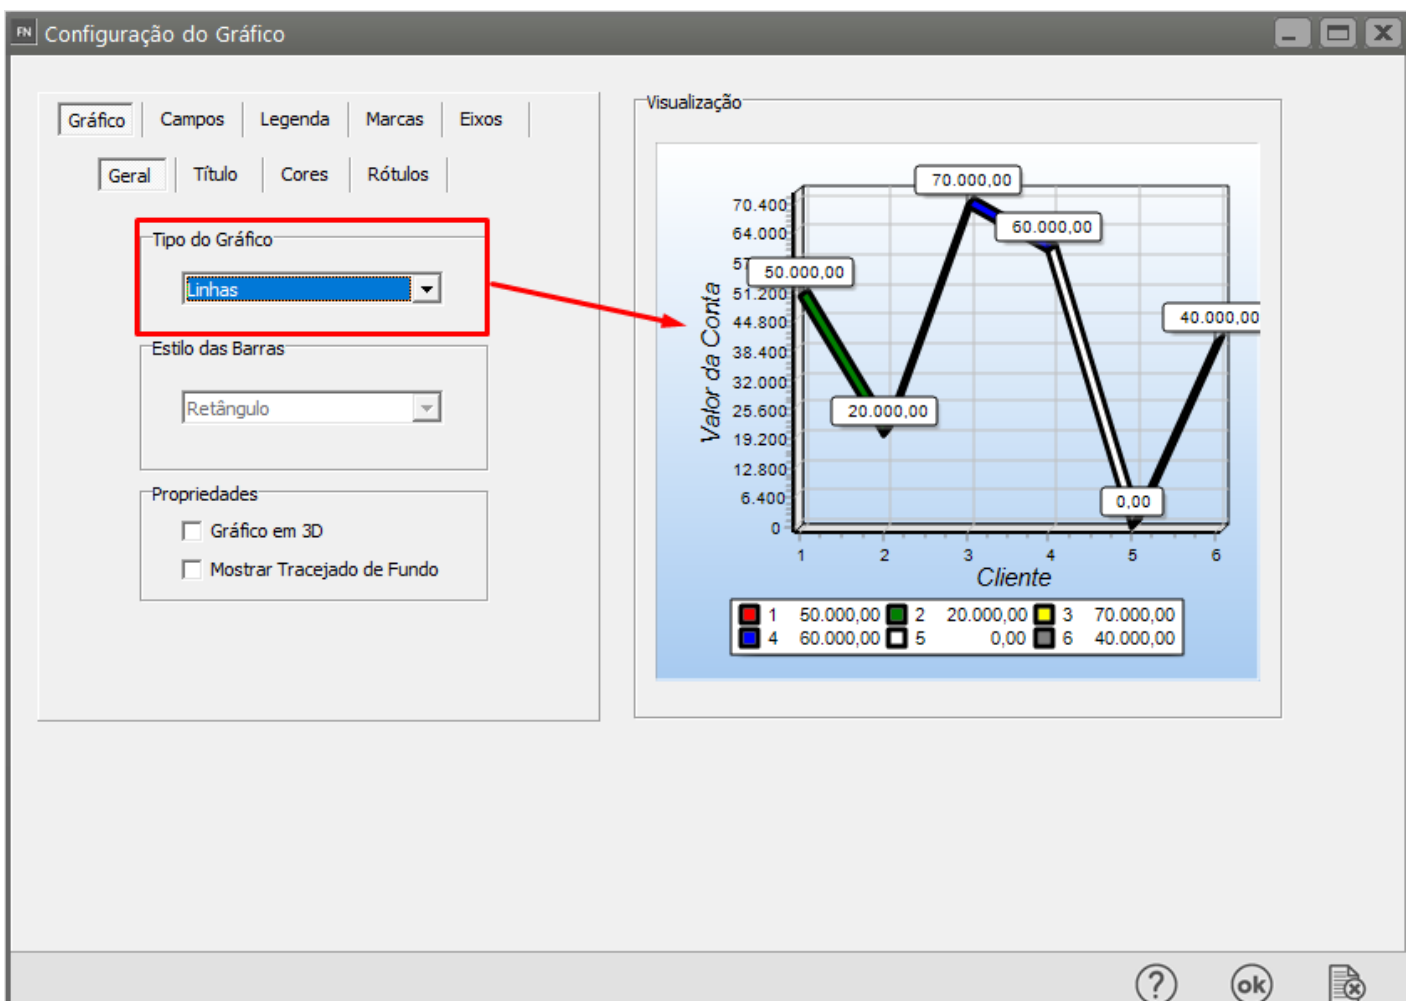 FN Configuração do Gráfico
Gráfico Campos Legenda Marcas Eixos
Geral Título Cores Rótulos
Tipo do Gráfico
Linhas
Estilo das Barras
Retângulo
Propriedades
Gráfico em 3D
Mostrar Tracejado de Fundo
Visualização
70.000,00
60.000,00
50.000,00
40.000,00
20.000,00
0,00
70.400
64.000
57
51.200
44.800
38.400
32.000
25.600
19.200
12.800
6.400
0
Valor da Conta
1 2 3 4 5 6
Cliente
1 50.000,00 2 20.000,00 3 70.000,00
4 60.000,00 5 0,00 6 40.000,00
? ok